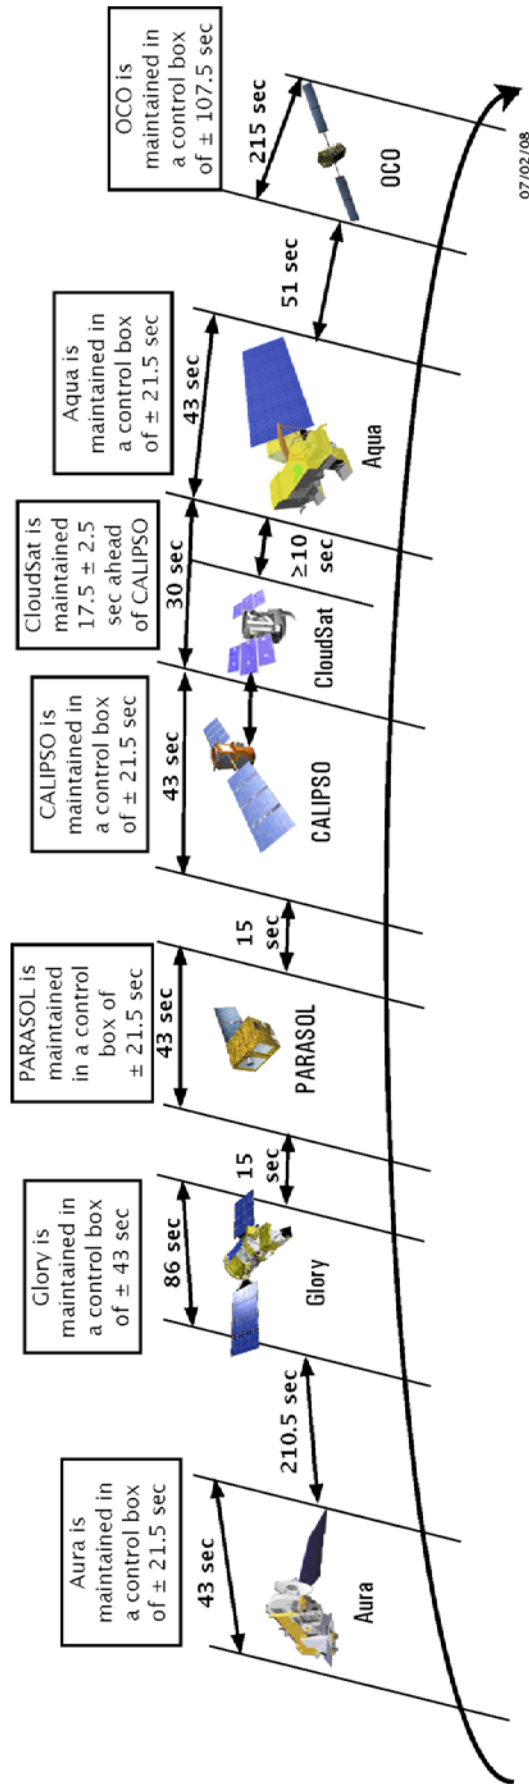 Aura is
maintained in
a control box
of ± 21.5 sec
43 sec
Aura
210.5 sec
Glory is
maintained in
a control box
of ± 43 sec
86 sec
Glory
15
sec
PARASOL is
maintained
in a control
box of
± 21.5 sec
43 sec
PARASOL
15
sec
CALIPSO is
maintained in
a control box
of ± 21.5 sec
43 sec
CALIPSO
CloudSat is
maintained
17.5 ± 2.5
sec ahead
of CALIPSO
30 sec
≥10
sec
CloudSat
Aqua is
maintained in
a control box
of ± 21.5 sec
43 sec
Aqua
51 sec
OCO is
maintained in
a control box
of ± 107.5 sec
215 sec
OCO
07/02/08